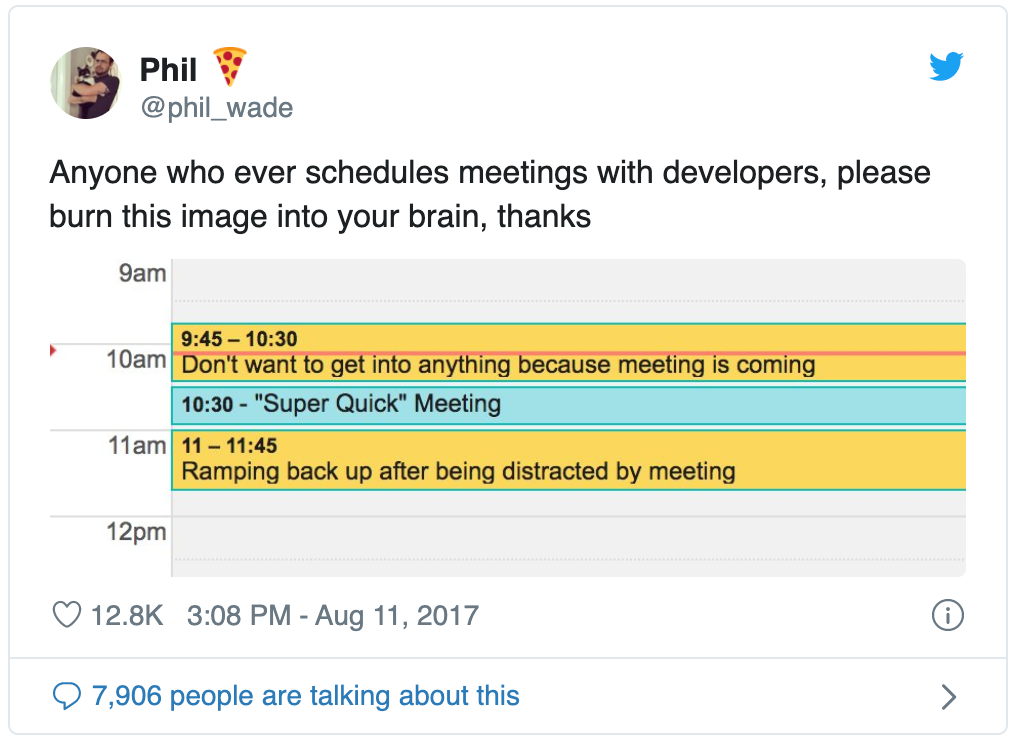 Phil 🍕
@phil_wade
Anyone who ever schedules meetings with developers, please
burn this image into your brain, thanks
9am
9:45 – 10:30
10am
Don't want to get into anything because meeting is coming
10:30 - "Super Quick" Meeting
11am
11 – 11:45
Ramping back up after being distracted by meeting
12pm
12.8K 3:08 PM - Aug 11, 2017
7,906 people are talking about this